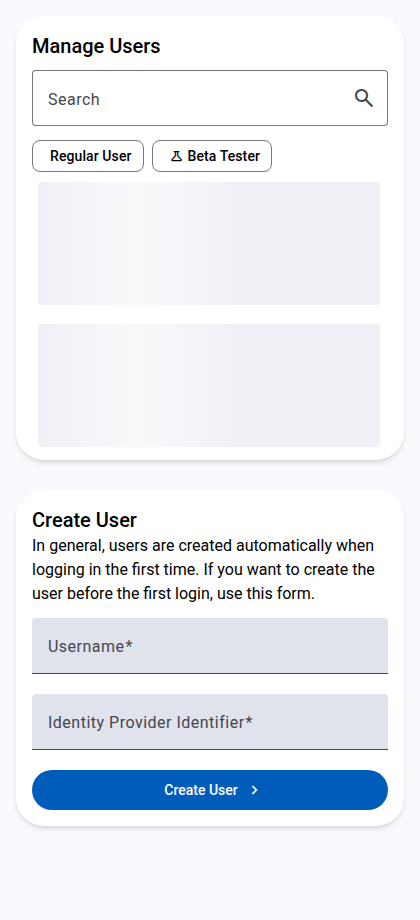 Manage Users
Search
Regular User
Beta Tester
Create User
In general, users are created automatically when
logging in the first time. If you want to create the
user before the first login, use this form.
Username*
Identity Provider Identifier*
Create User